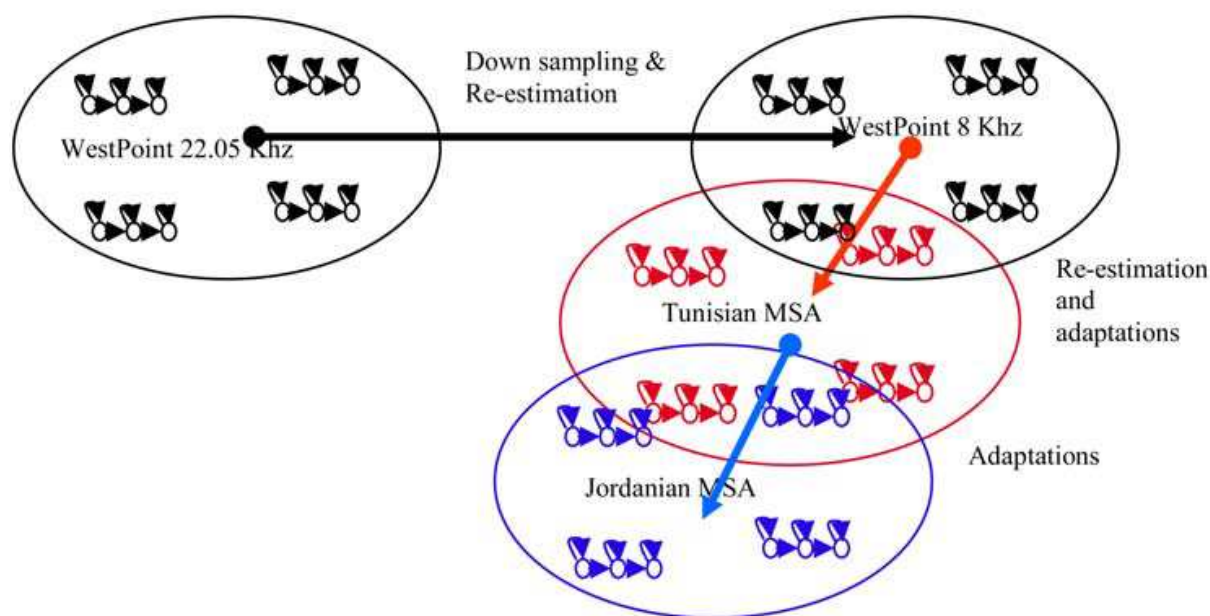 Down sampling &
Re-estimation
WestPoint 22.05 Khz
WestPoint 8 Khz
Re-estimation
and
adaptations
Tunisian MSA
Adaptations
Jordanian MSA